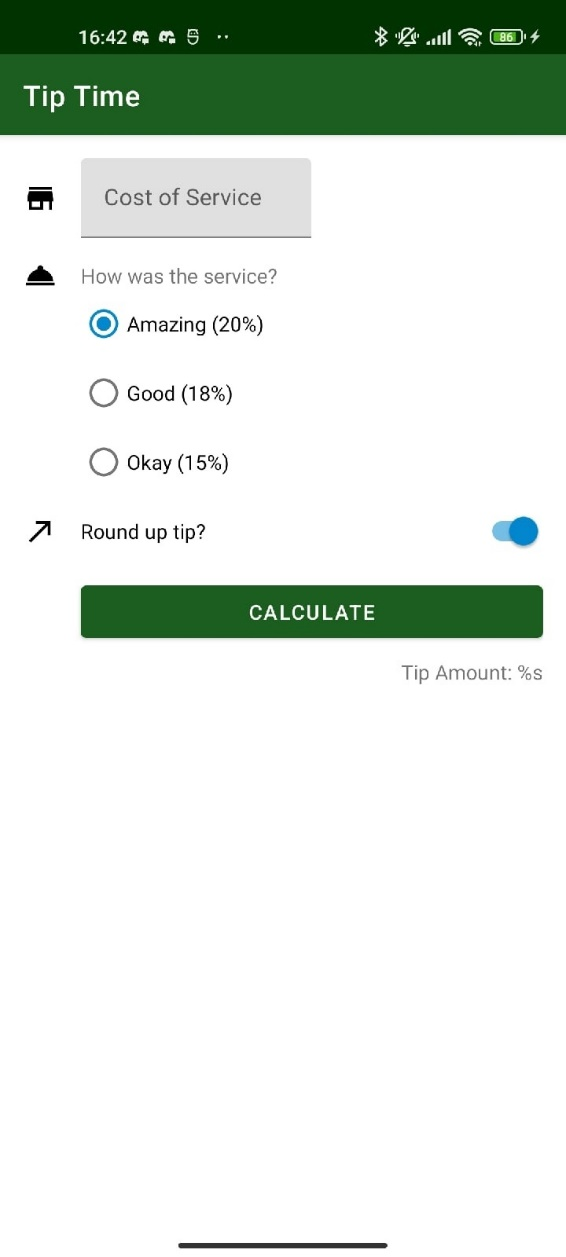 16:42
86
Tip Time
Cost of Service
How was the service?
Amazing (20%)
Good (18%)
Okay (15%)
Round up tip?
CALCULATE
Tip Amount: %s